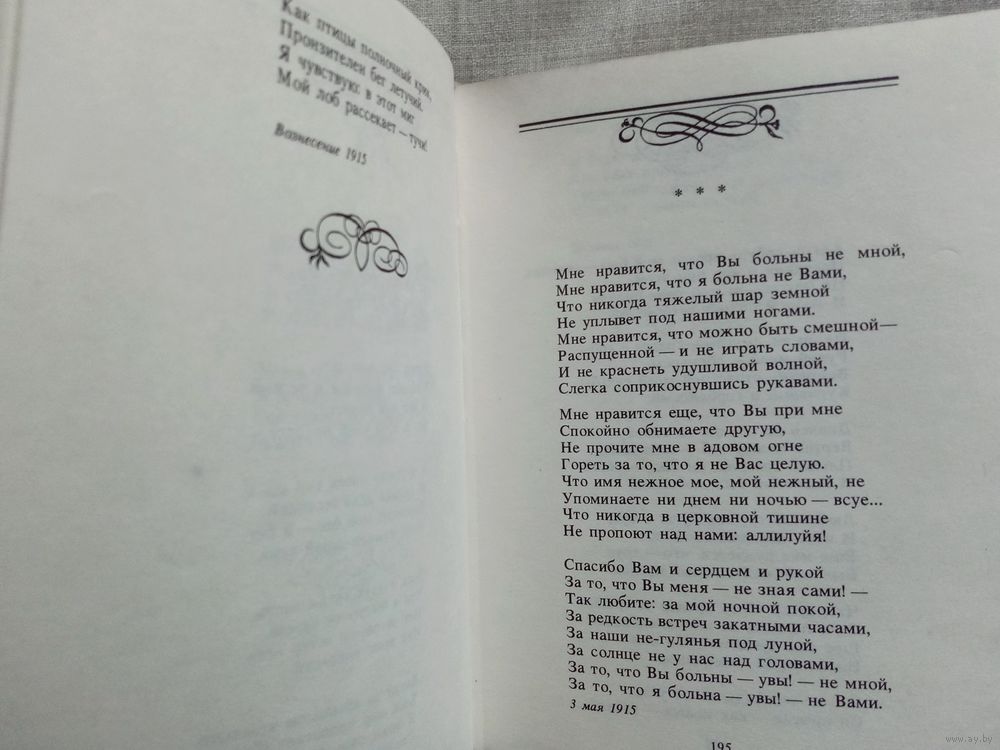 Как птицы полночный крик,
Пронзителен бег летучий.
Я чувствую: в этот миг
Мой лоб рассекает — тучи!
Вознесение 1915
* * *
Мне нравится, что Вы больны не мной,
Мне нравится, что я больна не Вами,
Что никогда тяжелый шар земной
Не уплывет под нашими ногами.
Мне нравится, что можно быть смешной—
Распущенной — и не играть словами,
И не краснеть удушливой волной,
Слегка соприкоснувшись рукавами.
Мне нравится еще, что Вы при мне
Спокойно обнимаете другую,
Не прочите мне в адовом огне
Гореть за то, что я не Вас целую.
Что имя нежное мое, мой нежный, не
Упоминаете ни днем ни ночью — всуе...
Что никогда в церковной тишине
Не пропоют над нами: аллилуйя!
Спасибо Вам и сердцем и рукой
За то, что Вы меня — не зная сами! —
Так любите: за мой ночной покой,
За редкость встреч закатными часами,
За наши не-гулянья под луной,
За солнце не у нас над головами,
За то, что Вы больны — увы! — не мной,
За то, что я больна — увы! — не Вами.
3 мая 1915
195
www.ay.by